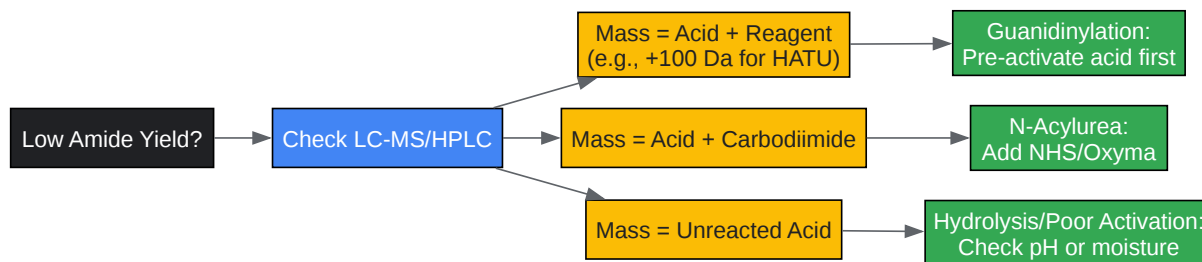 Low Amide Yield?
Check LC-MS/HPLC
Mass = Acid + Reagent
(e.g., +100 Da for HATU)
Guanidinylation:
Pre-activate acid first
Mass = Acid + Carbodiimide
N-Acylurea:
Add NHS/Oxyma
Mass = Unreacted Acid
Hydrolysis/Poor Activation:
Check pH or moisture